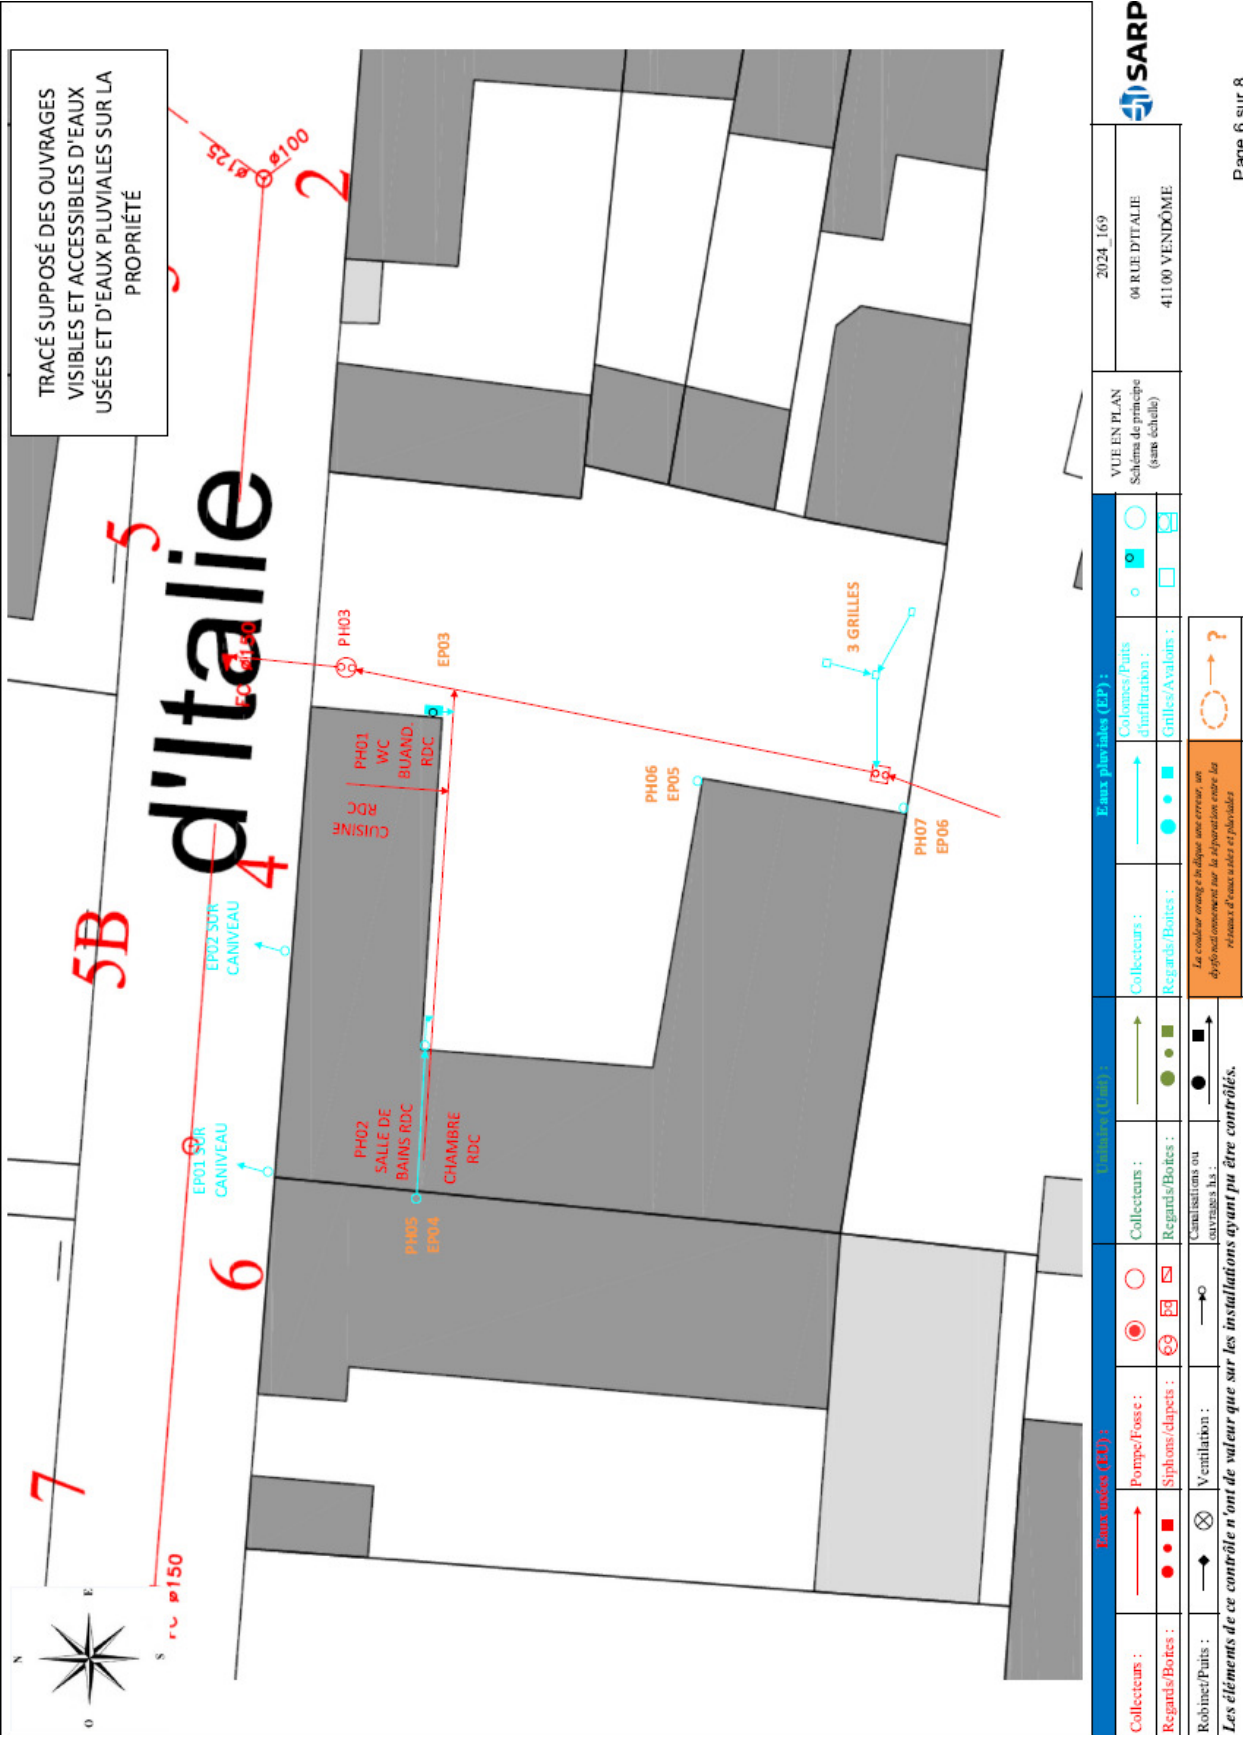 TRACÉ SUPPOSÉ DES OUVRAGES
VISIBLES ET ACCESSIBLES D'EAUX
USÉES ET D'EAUX PLUVIALES SUR LA
PROPRIÉTÉ
N
E
S
O
7
5B
5
6
4
2
d'Italie
FC ø150
ø150
ø125
ø100
EP01 SUR
CANIVEAU
EP02 SUR
CANIVEAU
PH03
EP03
PH01
WC
BUAND.
RDC
CUISINE
RDC
PH02
SALLE DE
BAINS RDC
CHAMBRE
RDC
PH05
EP04
PH06
EP05
PH07
EP06
3 GRILLES
Eaux usées (EU) :
Unitaire (Unit) :
Eaux pluviales (EP) :
Collecteurs :
Pompe/Fosse :
Collecteurs :
Collecteurs :
Colonnes/Puits
d'infiltration :
Regards/Boites :
Siphons/clapets :
Regards/Boites :
Regards/Boites :
Grilles/Avaloirs :
Robinet/Puits :
Ventilation :
Canalisations ou
ouvrages h.s :
La couleur orange indique une erreur, un
dysfonctionnement sur la séparation entre les
réseaux d'eaux usées et pluviales
?
VUE EN PLAN
Schéma de principe
(sans échelle)
2024_169
04 RUE D'ITALIE
41100 VENDÔME
SARP
Les éléments de ce contrôle n'ont de valeur que sur les installations ayant pu être contrôlés.
Page 6 sur 8